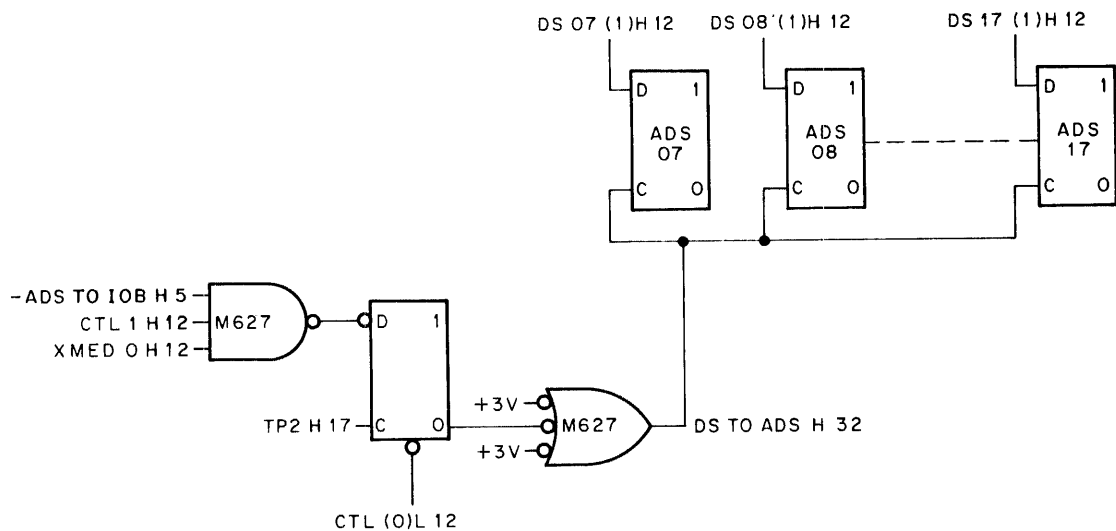 DS 07 (1)H 12
DS 08 (1)H 12
DS 17 (1)H 12
D 1
ADS
07
C 0
D 1
ADS
08
C 0
D 1
ADS
17
C 0
-ADS TO IOB H 5
CTL 1 H 12
XMED 0 H 12
M627
D 1
TP2 H 17
C 0
CTL (0)L 12
+3V
M627
+3V
DS TO ADS H 32